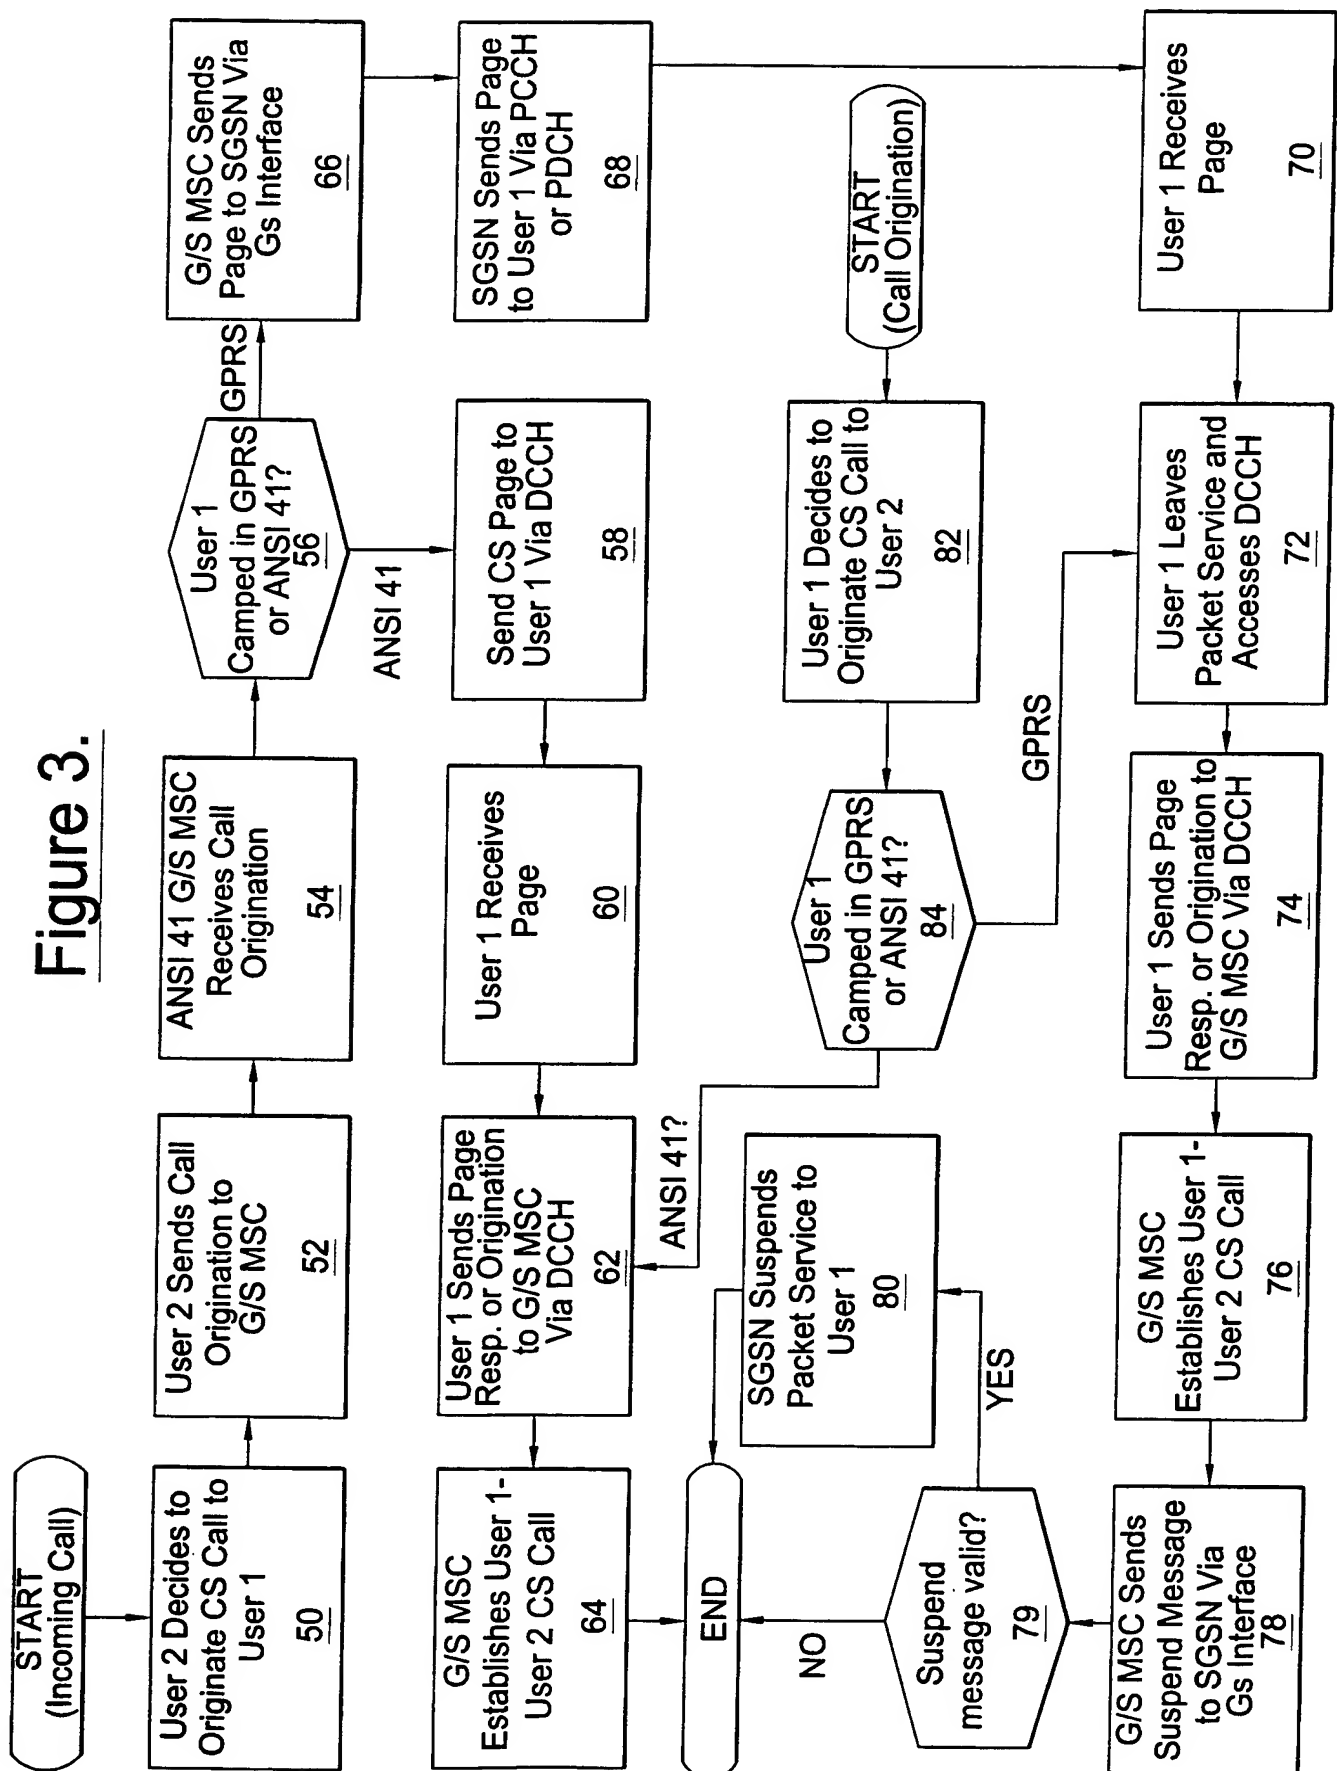 Figure 3.
START
(Incoming Call)
User 2 Decides to
Originate CS Call to
User 1
50
User 2 Sends Call
Origination to
G/S MSC
52
ANSI 41 G/S MSC
Receives Call
Origination
54
User 1
Camped in GPRS
or ANSI 41?
56
GPRS
ANSI 41
G/S MSC Sends
Page to SGSN Via
Gs Interface
66
G/S MSC
Establishes User 1-
User 2 CS Call
64
User 1 Sends Page
Resp. or Origination
to G/S MSC
Via DCCH
62
User 1 Receives
Page
60
Send CS Page to
User 1 Via DCCH
58
SGSN Sends Page
to User 1 Via PCCH
or PDCH
68
ANSI 41?
END
SGSN Suspends
Packet Service to
User 1
80
User 1
Camped in GPRS
or ANSI 41?
84
User 1 Decides to
Originate CS Call to
User 2
82
START
(Call Origination)
NO
YES
GPRS
Suspend
message valid?
79
G/S MSC Sends
Suspend Message
to SGSN Via
Gs Interface
78
G/S MSC
Establishes User 1-
User 2 CS Call
76
User 1 Sends Page
Resp. or Origination to
G/S MSC Via DCCH
74
User 1 Leaves
Packet Service and
Accesses DCCH
72
User 1 Receives
Page
70